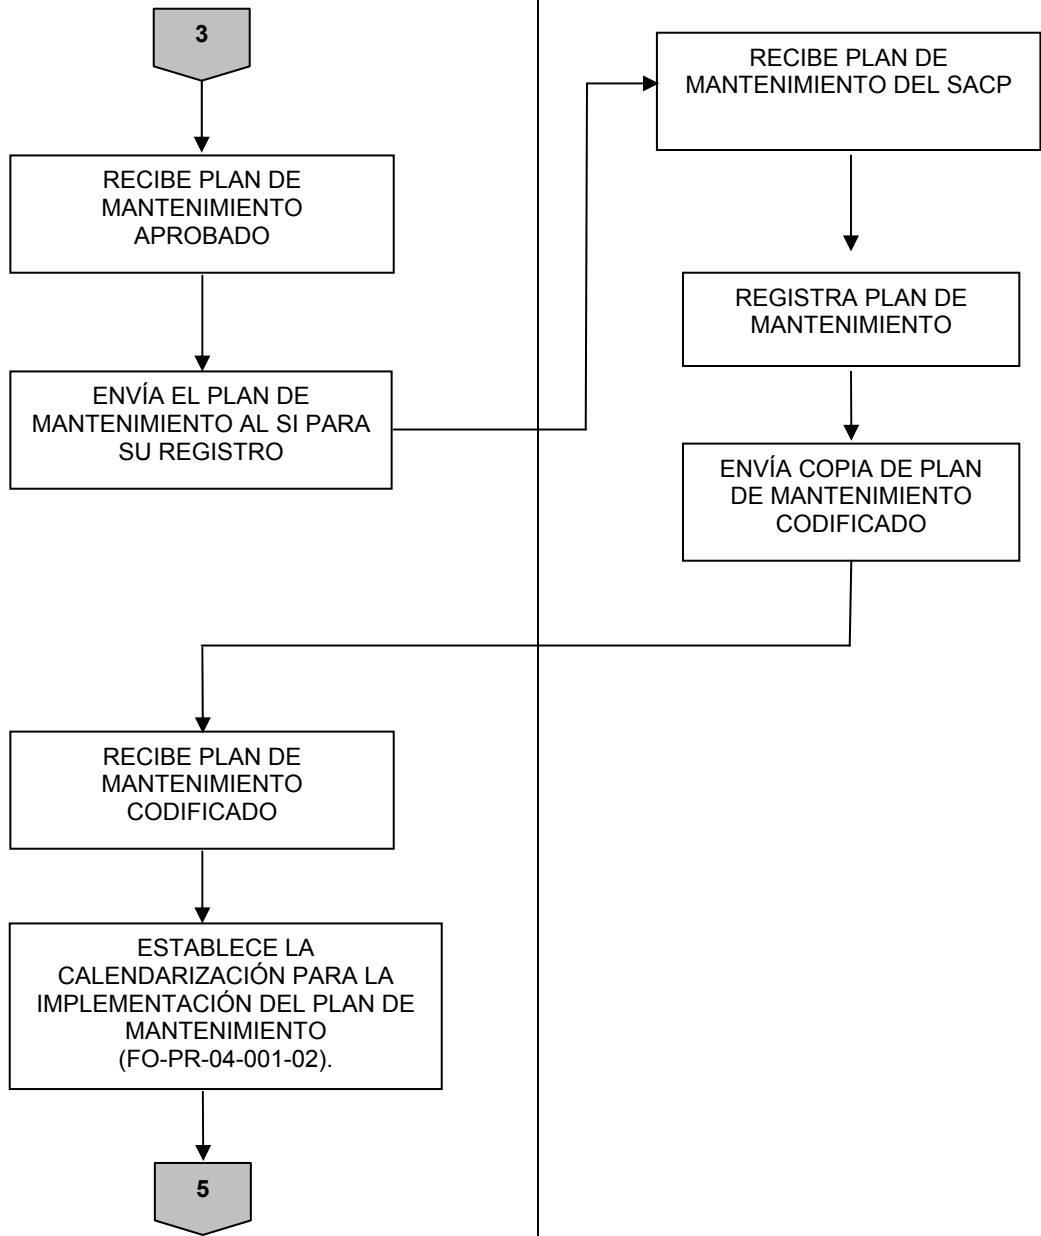 3
RECIBE PLAN DE
MANTENIMIENTO
APROBADO
ENVÍA EL PLAN DE
MANTENIMIENTO AL SI PARA
SU REGISTRO
RECIBE PLAN DE
MANTENIMIENTO DEL SACP
REGISTRA PLAN DE
MANTENIMIENTO
ENVÍA COPIA DE PLAN
DE MANTENIMIENTO
CODIFICADO
RECIBE PLAN DE
MANTENIMIENTO
CODIFICADO
ESTABLECE LA
CALENDARIZACIÓN PARA LA
IMPLEMENTACIÓN DEL PLAN DE
MANTENIMIENTO
(FO-PR-04-001-02).
5